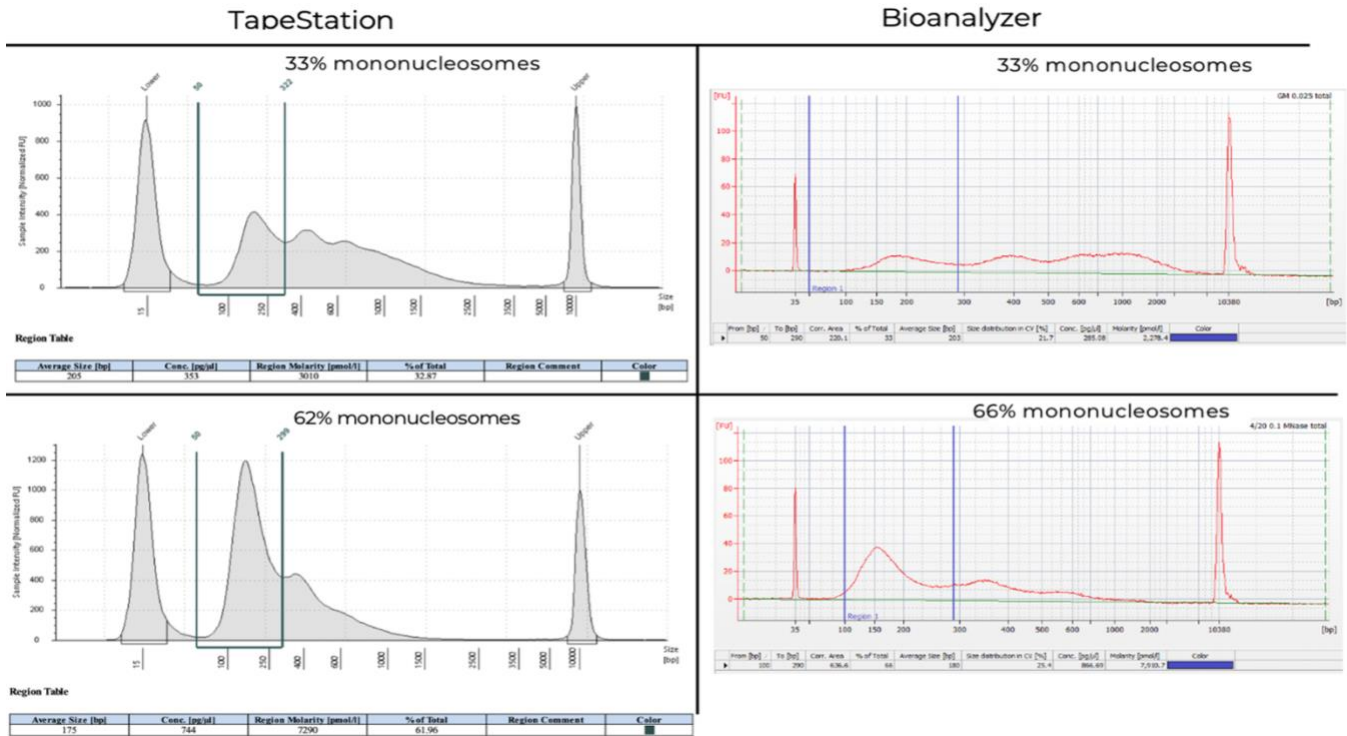 TapeStation
Bioanalyzer
33% mononucleosomes
Lower
50
322
Upper
1000
800
600
400
200
0
Sample Intensity [Normalized FU]
15
100
250
400
600
1000
1500
2500
3500
5000
10000
Size
[bp]
Region Table
Average Size [bp] Conc. [pg/µl] Region Molarity [pmol/l] % of Total Region Comment Color
205 353 3010 32.87
33% mononucleosomes
[FU]
GM 0.025 total
100
80
60
40
20
0
Region 1
35 100 150 200 300 400 500 600 1000 2000 10380 [bp]
From [bp] To [bp] Corr. Area % of Total Average Size [bp] Size distribution in CV [%] Conc. [pg/µl] Molarity [pmol/l] Color
50 290 220.1 33 203 21.7 285.08 2,278.4
62% mononucleosomes
Lower
50
299
Upper
1200
1000
800
600
400
200
0
Sample Intensity [Normalized FU]
15
100
250
400
600
1000
1500
2500
3500
5000
10000
Size
[bp]
Region Table
Average Size [bp] Conc. [pg/µl] Region Molarity [pmol/l] % of Total Region Comment Color
175 744 7290 61.96
66% mononucleosomes
[FU]
4/20 0.1 MNase total
100
80
60
40
20
0
Region 1
35 100 150 200 300 400 500 600 1000 2000 10380 [bp]
From [bp] To [bp] Corr. Area % of Total Average Size [bp] Size distribution in CV [%] Conc. [pg/µl] Molarity [pmol/l] Color
100 290 636.6 66 180 25.4 866.69